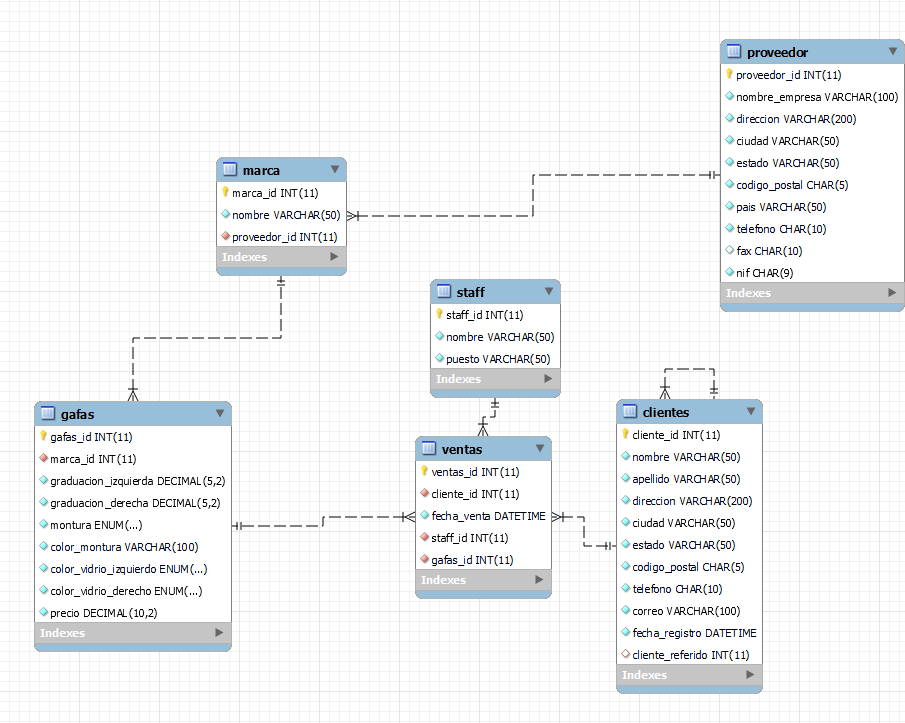 proveedor
proveedor_id INT(11)
nombre_empresa VARCHAR(100)
direccion VARCHAR(200)
ciudad VARCHAR(50)
estado VARCHAR(50)
codigo_postal CHAR(5)
pais VARCHAR(50)
telefono CHAR(10)
fax CHAR(10)
nif CHAR(9)
Indexes
marca
marca_id INT(11)
nombre VARCHAR(50)
proveedor_id INT(11)
Indexes
staff
staff_id INT(11)
nombre VARCHAR(50)
puesto VARCHAR(50)
Indexes
gafas
gafas_id INT(11)
marca_id INT(11)
graduacion_izquierda DECIMAL(5,2)
graduacion_derecha DECIMAL(5,2)
montura ENUM(...)
color_montura VARCHAR(100)
color_vidrio_izquierdo ENUM(...)
color_vidrio_derecho ENUM(...)
precio DECIMAL(10,2)
Indexes
ventas
ventas_id INT(11)
cliente_id INT(11)
fecha_venta DATETIME
staff_id INT(11)
gafas_id INT(11)
Indexes
clientes
cliente_id INT(11)
nombre VARCHAR(50)
apellido VARCHAR(50)
direccion VARCHAR(200)
ciudad VARCHAR(50)
estado VARCHAR(50)
codigo_postal CHAR(5)
telefono CHAR(10)
correo VARCHAR(100)
fecha_registro DATETIME
cliente_referido INT(11)
Indexes